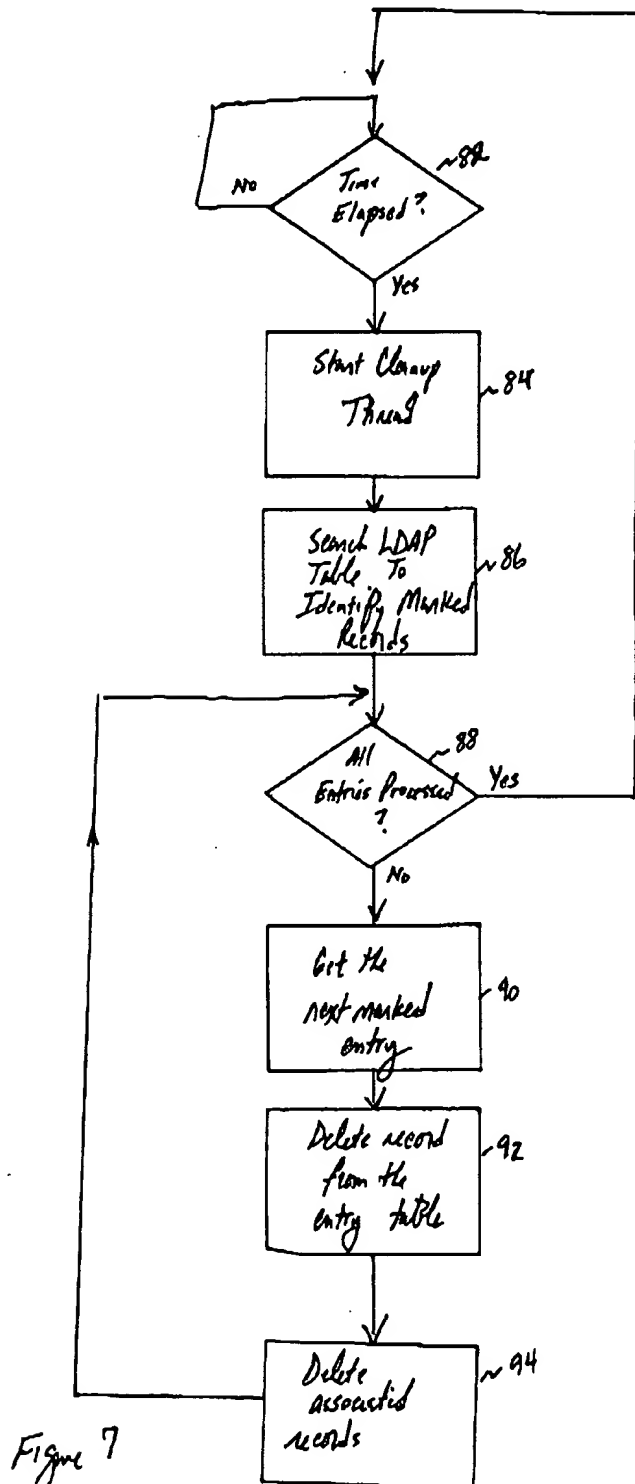 ~82
Time
Elapsed?
No
Yes
Start Cleanup
Thread
~84
Search LDAP
Table To
Identify Marked
Records
~86
88
All
Entries Processed
?
Yes
No
Get the
next marked
entry
~90
Delete record
from the
entry table
~92
Delete
associated
records
~94
Figure 7